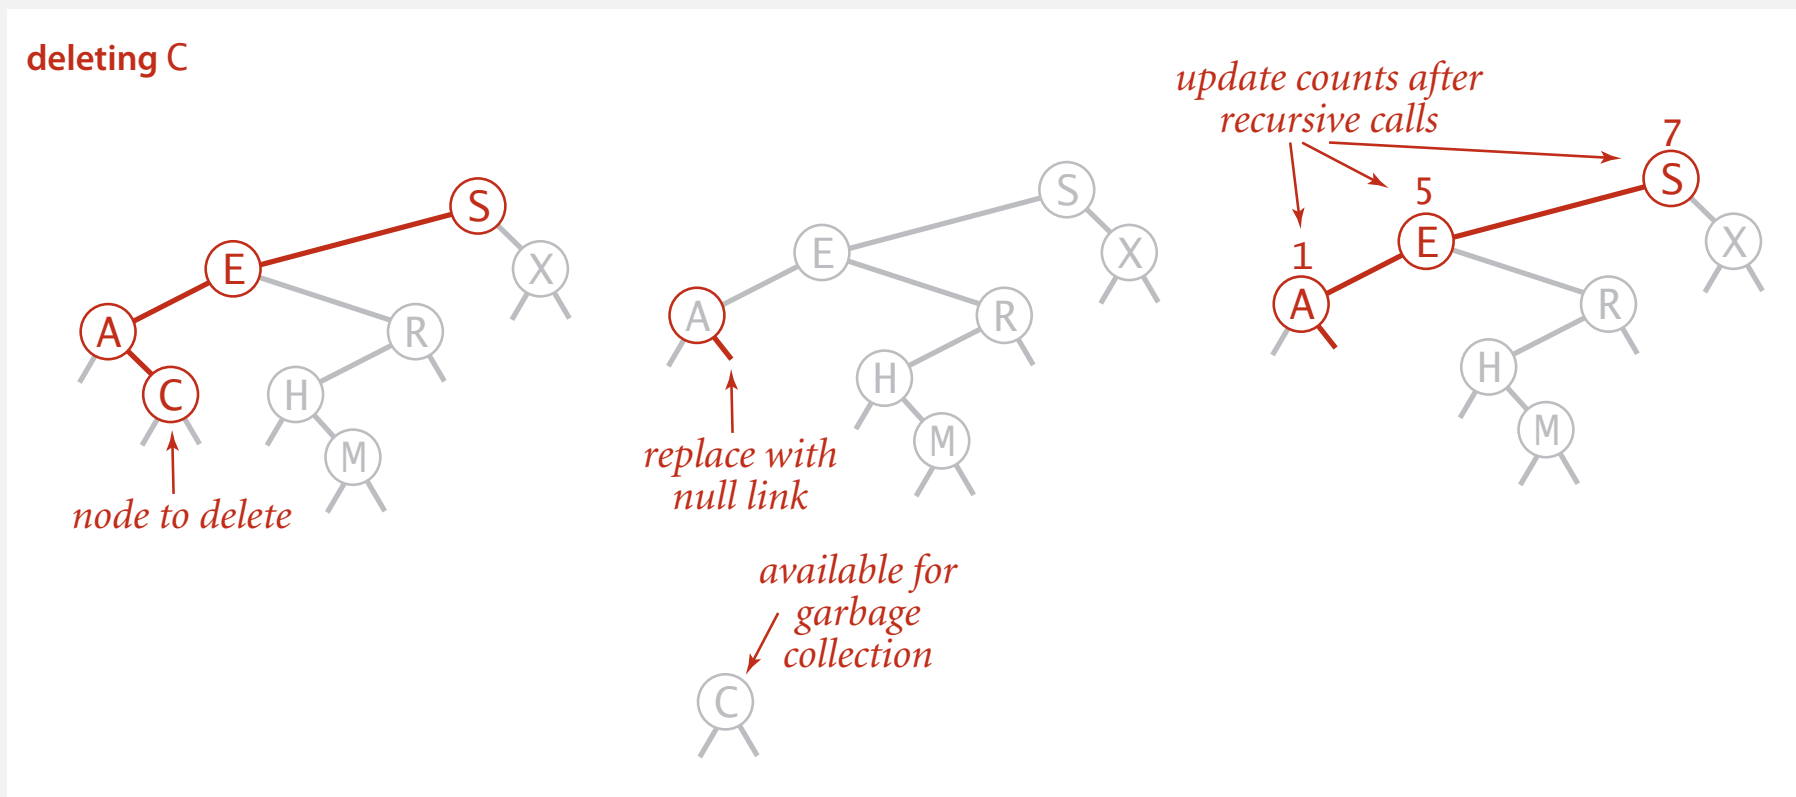 deleting C
S
E
X
A
R
C
H
M
node to delete
S
E
X
A
R
H
M
replace with
null link
available for
garbage
collection
C
update counts after
recursive calls
7
S
5
E
X
1
A
R
H
M